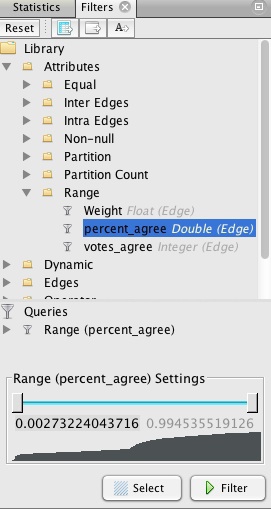 Statistics Filters
Reset A
Library
Attributes
Equal
Inter Edges
Intra Edges
Non-null
Partition
Partition Count
Range
Weight Float (Edge)
percent_agree Double (Edge)
votes_agree Integer (Edge)
Dynamic
Edges
Operator
Queries
Range (percent_agree)
Range (percent_agree) Settings
0.00273224043716 0.994535519126
Select Filter